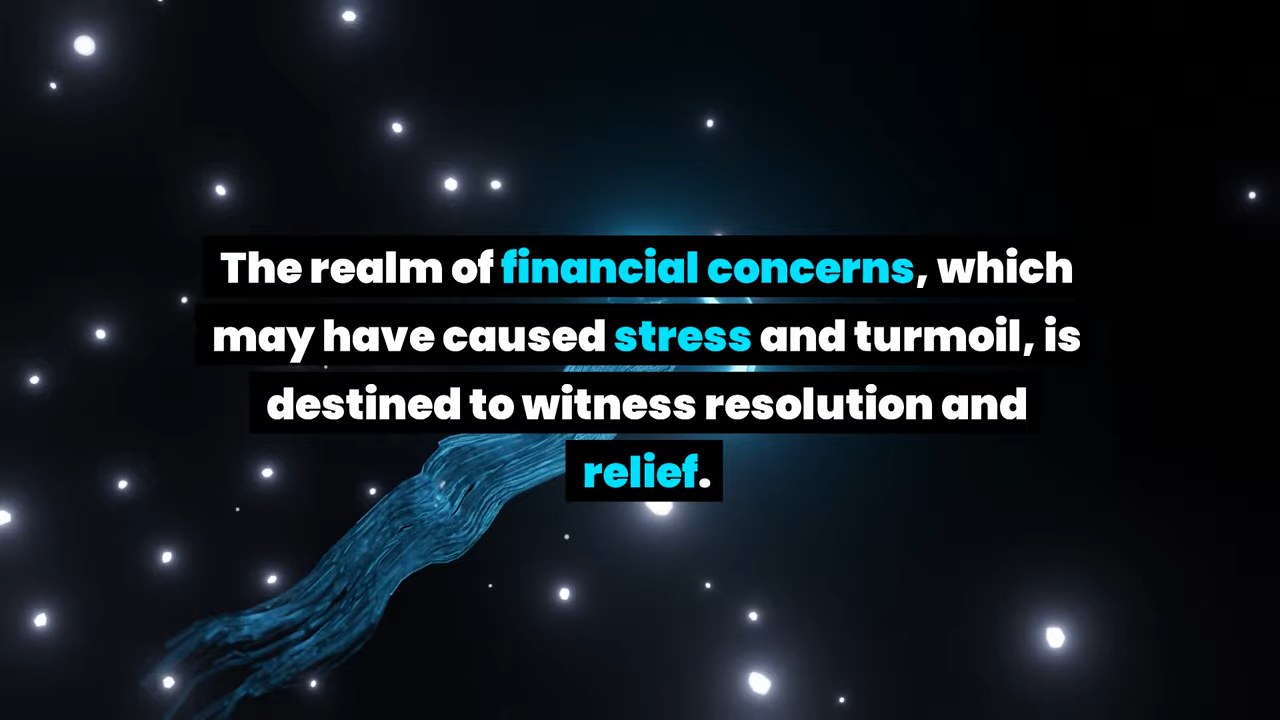 The realm of financial concerns, which
may have caused stress and turmoil, is
destined to witness resolution and
relief.